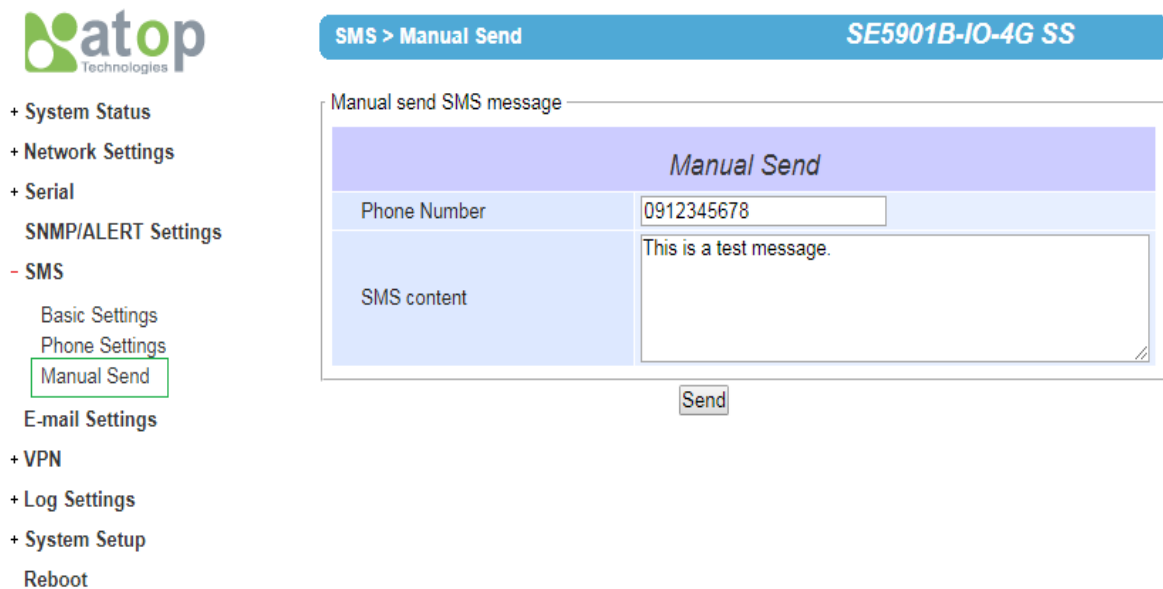 atop
Technologies
SMS > Manual Send
SE5901B-IO-4G SS
+ System Status
+ Network Settings
+ Serial
SNMP/ALERT Settings
- SMS
Basic Settings
Phone Settings
Manual Send
E-mail Settings
+ VPN
+ Log Settings
+ System Setup
Reboot
Manual send SMS message
Manual Send
Phone Number 0912345678
SMS content This is a test message.
Send